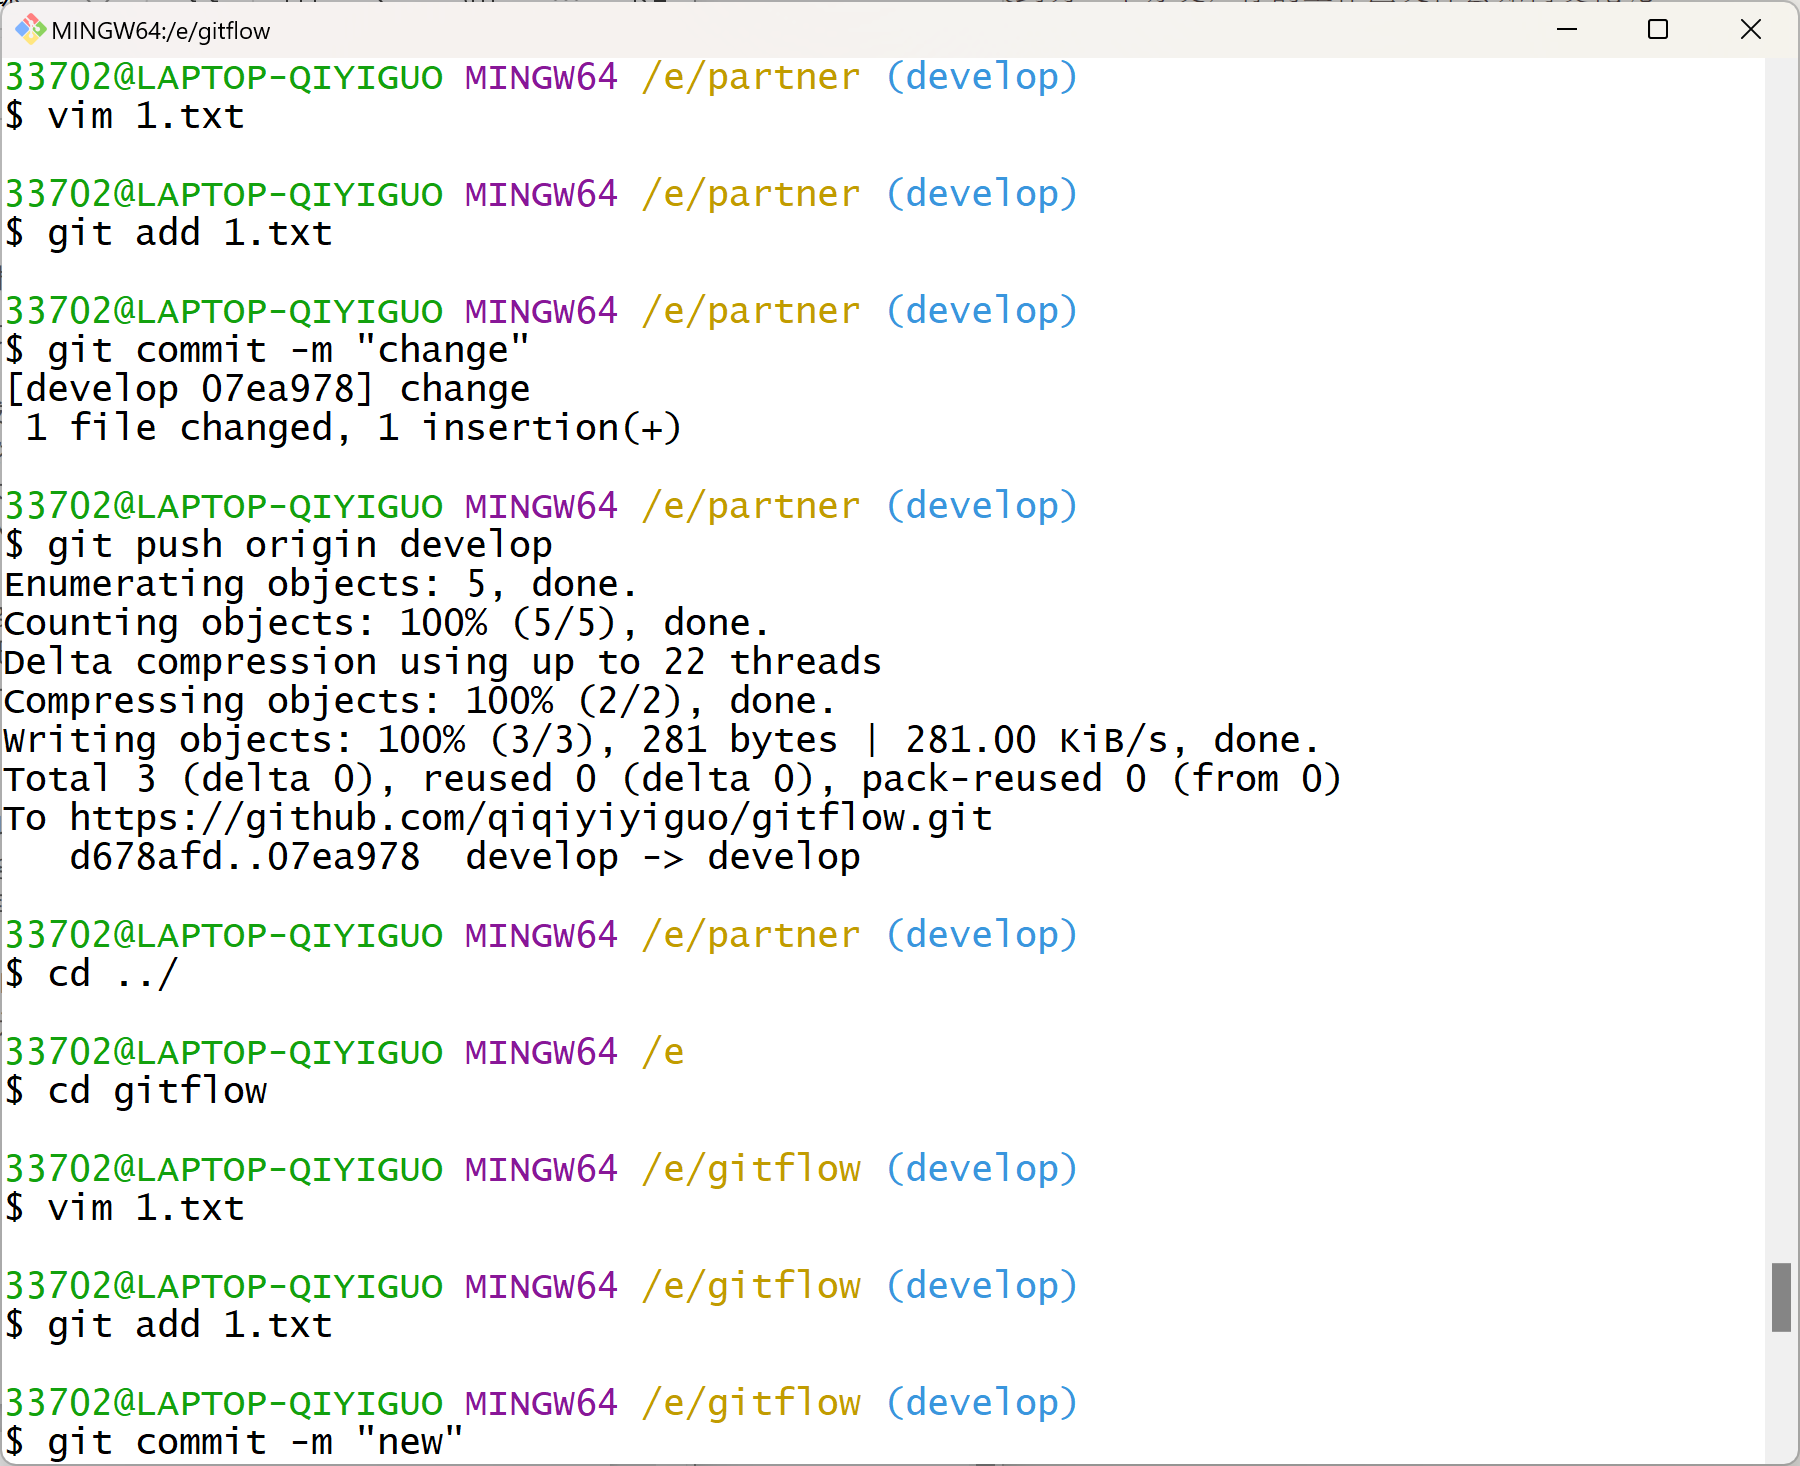 MINGW64:/e/gitflow
33702@LAPTOP-QIYIGUO MINGW64 /e/partner (develop)
$ vim 1.txt
33702@LAPTOP-QIYIGUO MINGW64 /e/partner (develop)
$ git add 1.txt
33702@LAPTOP-QIYIGUO MINGW64 /e/partner (develop)
$ git commit -m "change"
[develop 07ea978] change
 1 file changed, 1 insertion(+)
33702@LAPTOP-QIYIGUO MINGW64 /e/partner (develop)
$ git push origin develop
Enumerating objects: 5, done.
Counting objects: 100% (5/5), done.
Delta compression using up to 22 threads
Compressing objects: 100% (2/2), done.
Writing objects: 100% (3/3), 281 bytes | 281.00 KiB/s, done.
Total 3 (delta 0), reused 0 (delta 0), pack-reused 0 (from 0)
To https://github.com/qiqiyiyiguo/gitflow.git
   d678afd..07ea978  develop -> develop
33702@LAPTOP-QIYIGUO MINGW64 /e/partner (develop)
$ cd ../
33702@LAPTOP-QIYIGUO MINGW64 /e
$ cd gitflow
33702@LAPTOP-QIYIGUO MINGW64 /e/gitflow (develop)
$ vim 1.txt
33702@LAPTOP-QIYIGUO MINGW64 /e/gitflow (develop)
$ git add 1.txt
33702@LAPTOP-QIYIGUO MINGW64 /e/gitflow (develop)
$ git commit -m "new"